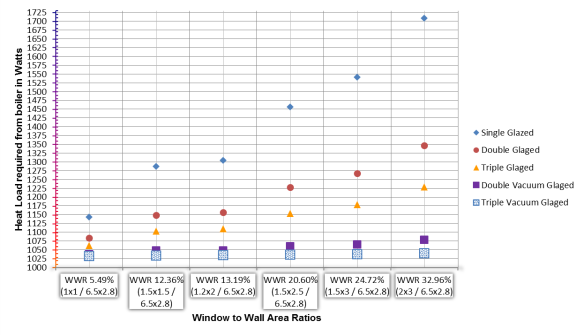 Heat Load required from boiler in Watts
1725
1700
1675
1650
1625
1600
1575
1550
1525
1500
1475
1450
1425
1400
1375
1350
1325
1300
1275
1250
1225
1200
1175
1150
1125
1100
1075
1050
1025
1000
Single Glazed
Double Glaged
Triple Glaged
Double Vacuum Glaged
Triple Vacuum Glaged
WWR 5.49%
(1x1 / 6.5x2.8)
WWR 12.36%
(1.5x1.5 /
6.5x2.8)
WWR 13.19%
(1.2x2 / 6.5x2.8)
WWR 20.60%
(1.5x2.5 /
6.5x2.8)
WWR 24.72%
(1.5x3 / 6.5x2.8)
WWR 32.96%
(2x3 / 6.5x2.8)
Window to Wall Area Ratios